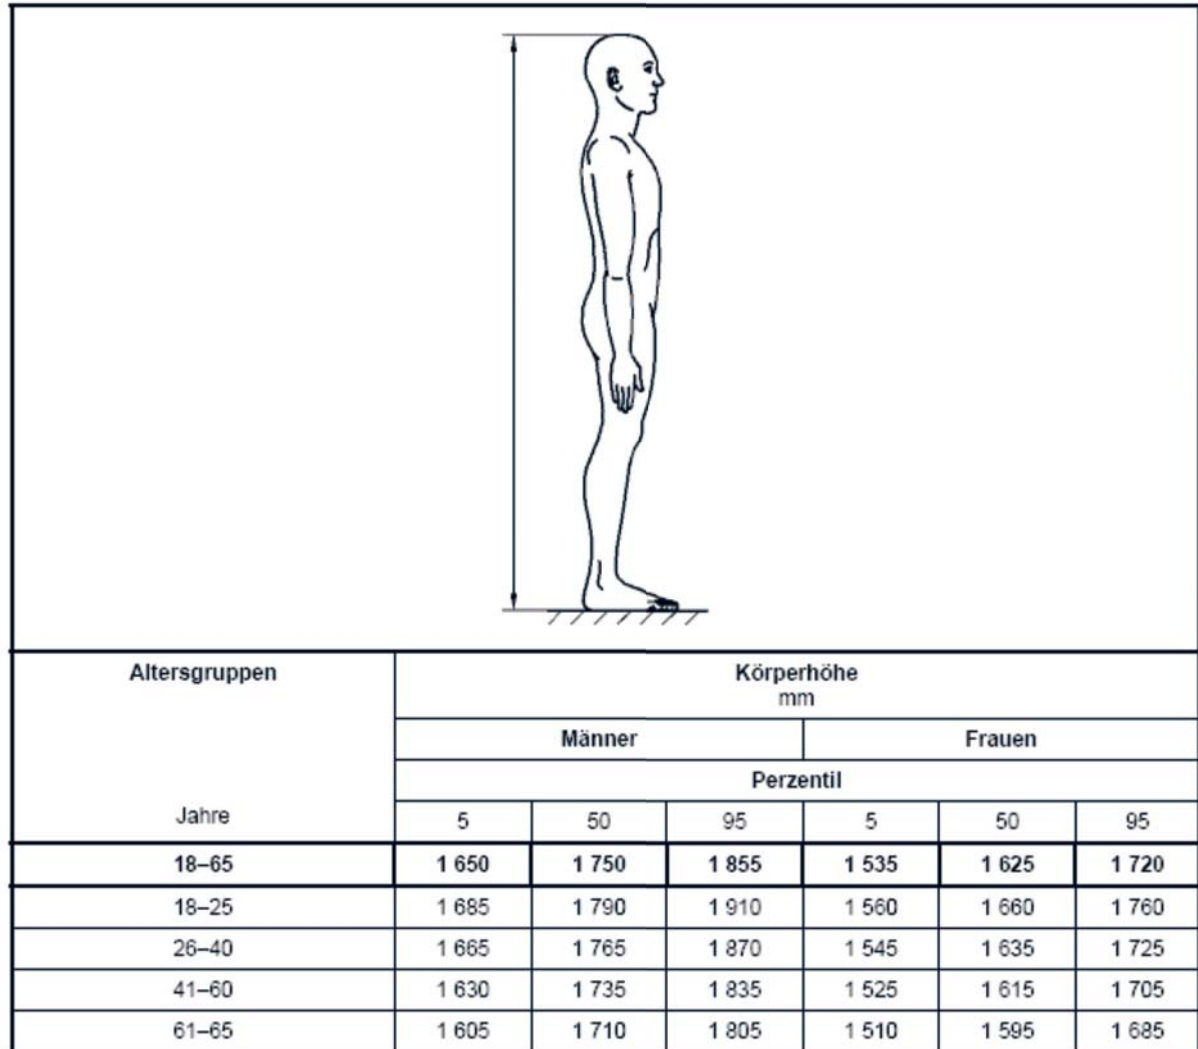 Altersgruppen
Jahre
Körperhöhe
mm
Männer Frauen
Perzentil
5 50 95 5 50 95
18–65 1 650 1 750 1 855 1 535 1 625 1 720
18–25 1 685 1 790 1 910 1 560 1 660 1 760
26–40 1 665 1 765 1 870 1 545 1 635 1 725
41–60 1 630 1 735 1 835 1 525 1 615 1 705
61–65 1 605 1 710 1 805 1 510 1 595 1 685